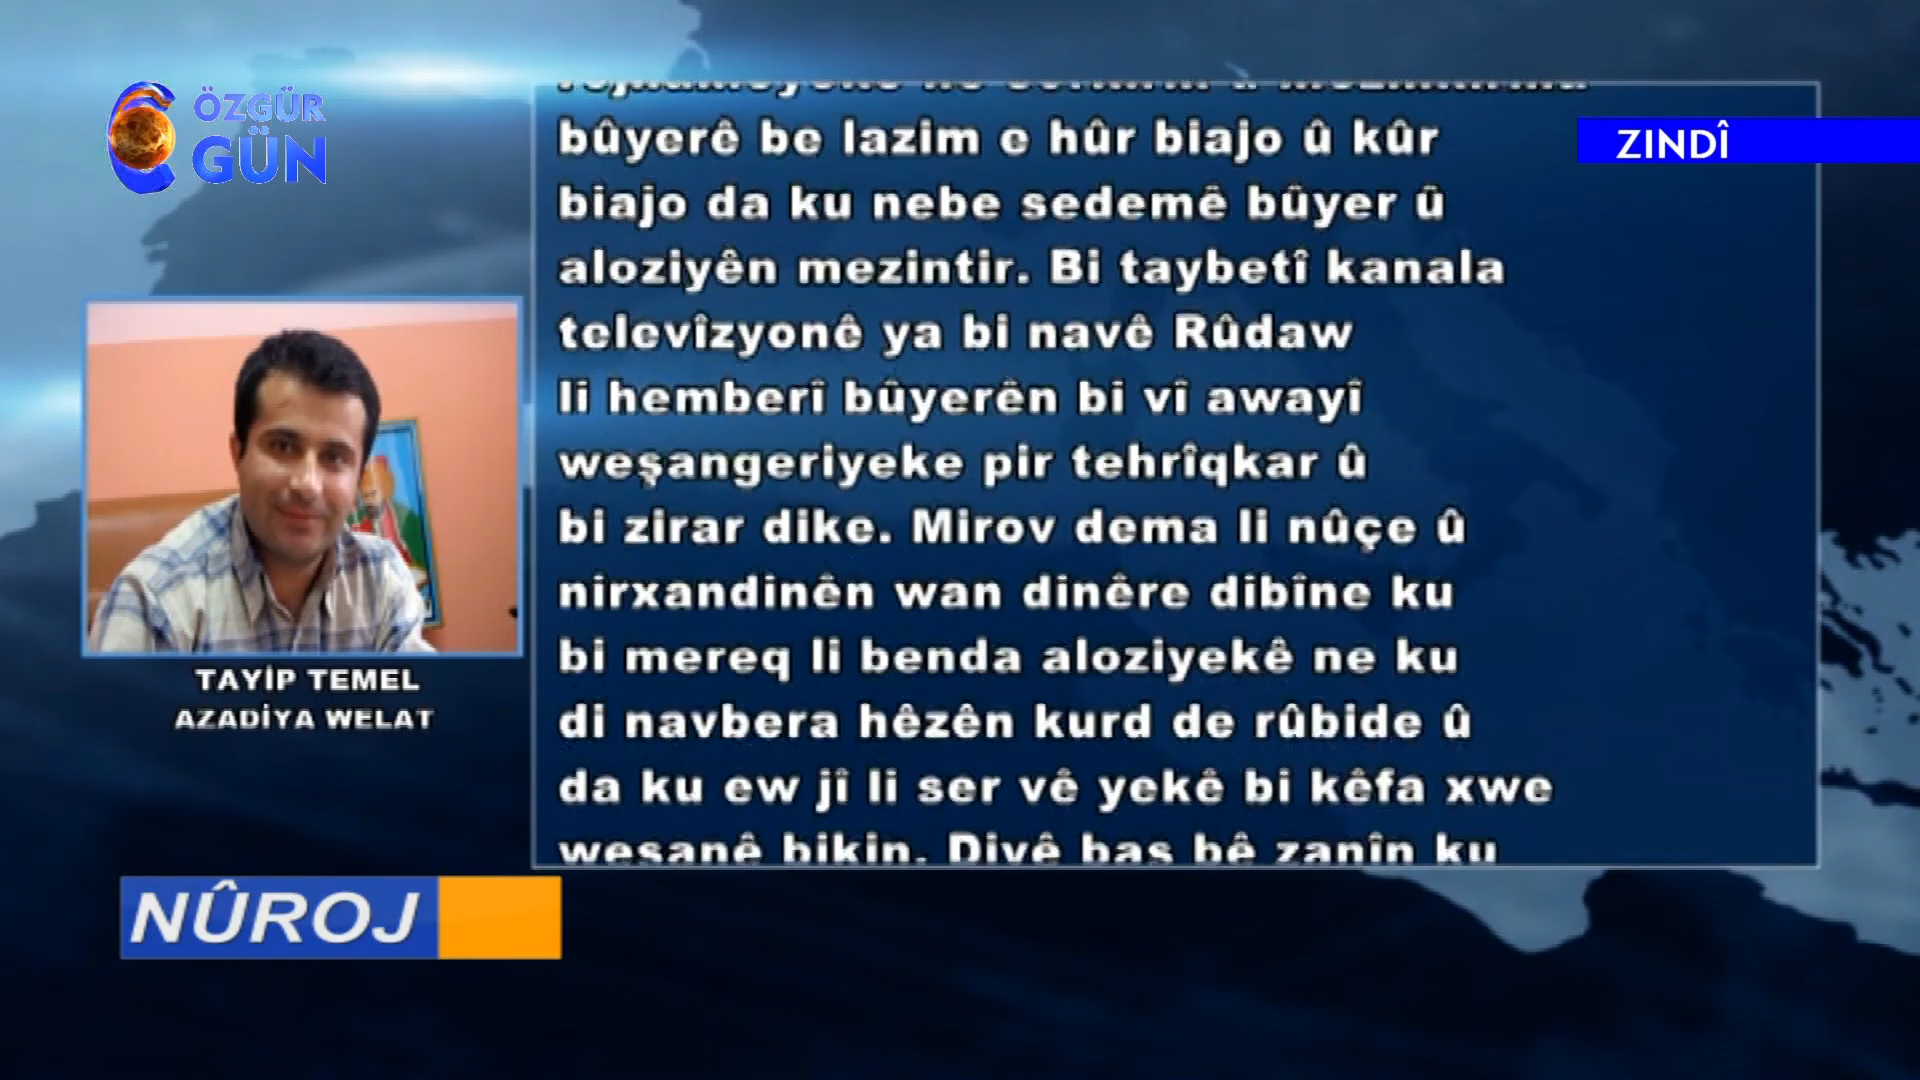 ÖZGÜR
GÜN
ZINDÎ
bûyerê be lazim e hûr biajo û kûr
biajo da ku nebe sedemê bûyer û
aloziyên mezintir. Bi taybetî kanala
televîzyonê ya bi navê Rûdaw
li hemberî bûyerên bi vî awayî
weşangeriyeke pir tehrîqkar û
bi zirar dike. Mirov dema li nûçe û
nirxandinên wan dinêre dibîne ku
bi mereq li benda aloziyekê ne ku
di navbera hêzên kurd de rûbide û
da ku ew jî li ser vê yekê bi kêfa xwe
weşanê bikin. Divê baş bê zanîn ku
TAYİP TEMEL
AZADİYA WELAT
NÛROJ